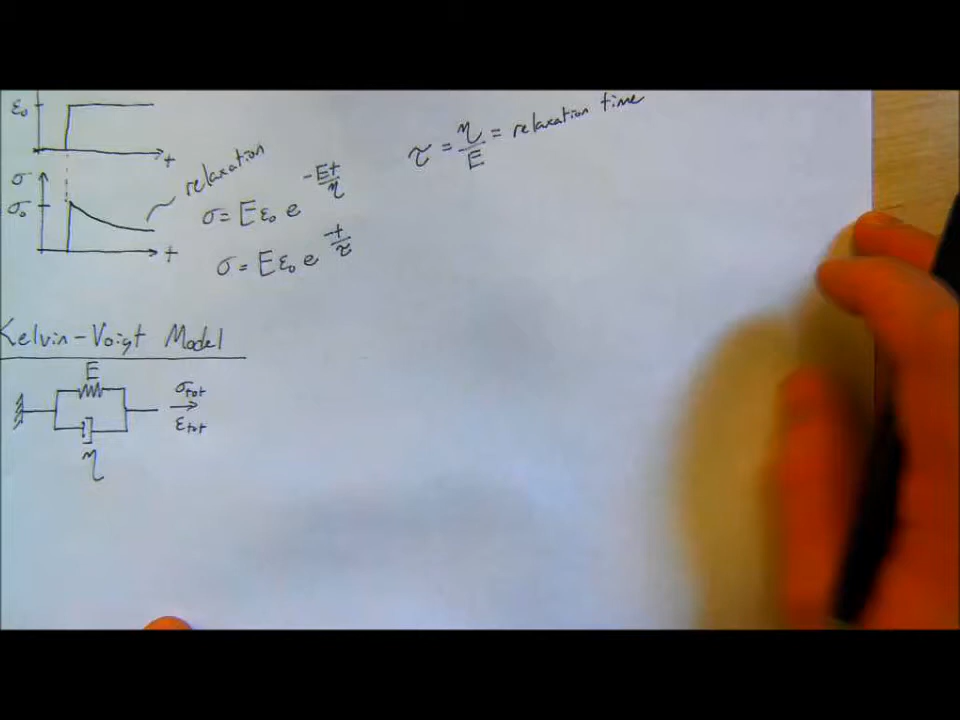 ε₀
t
σ
σ₀
t
relaxation
σ = Eε₀ e^(-Et/η)
σ = Eε₀ e^(-t/τ)
τ = η/E = relaxation time
Kelvin-Voigt Model
E
η
σtot
εtot